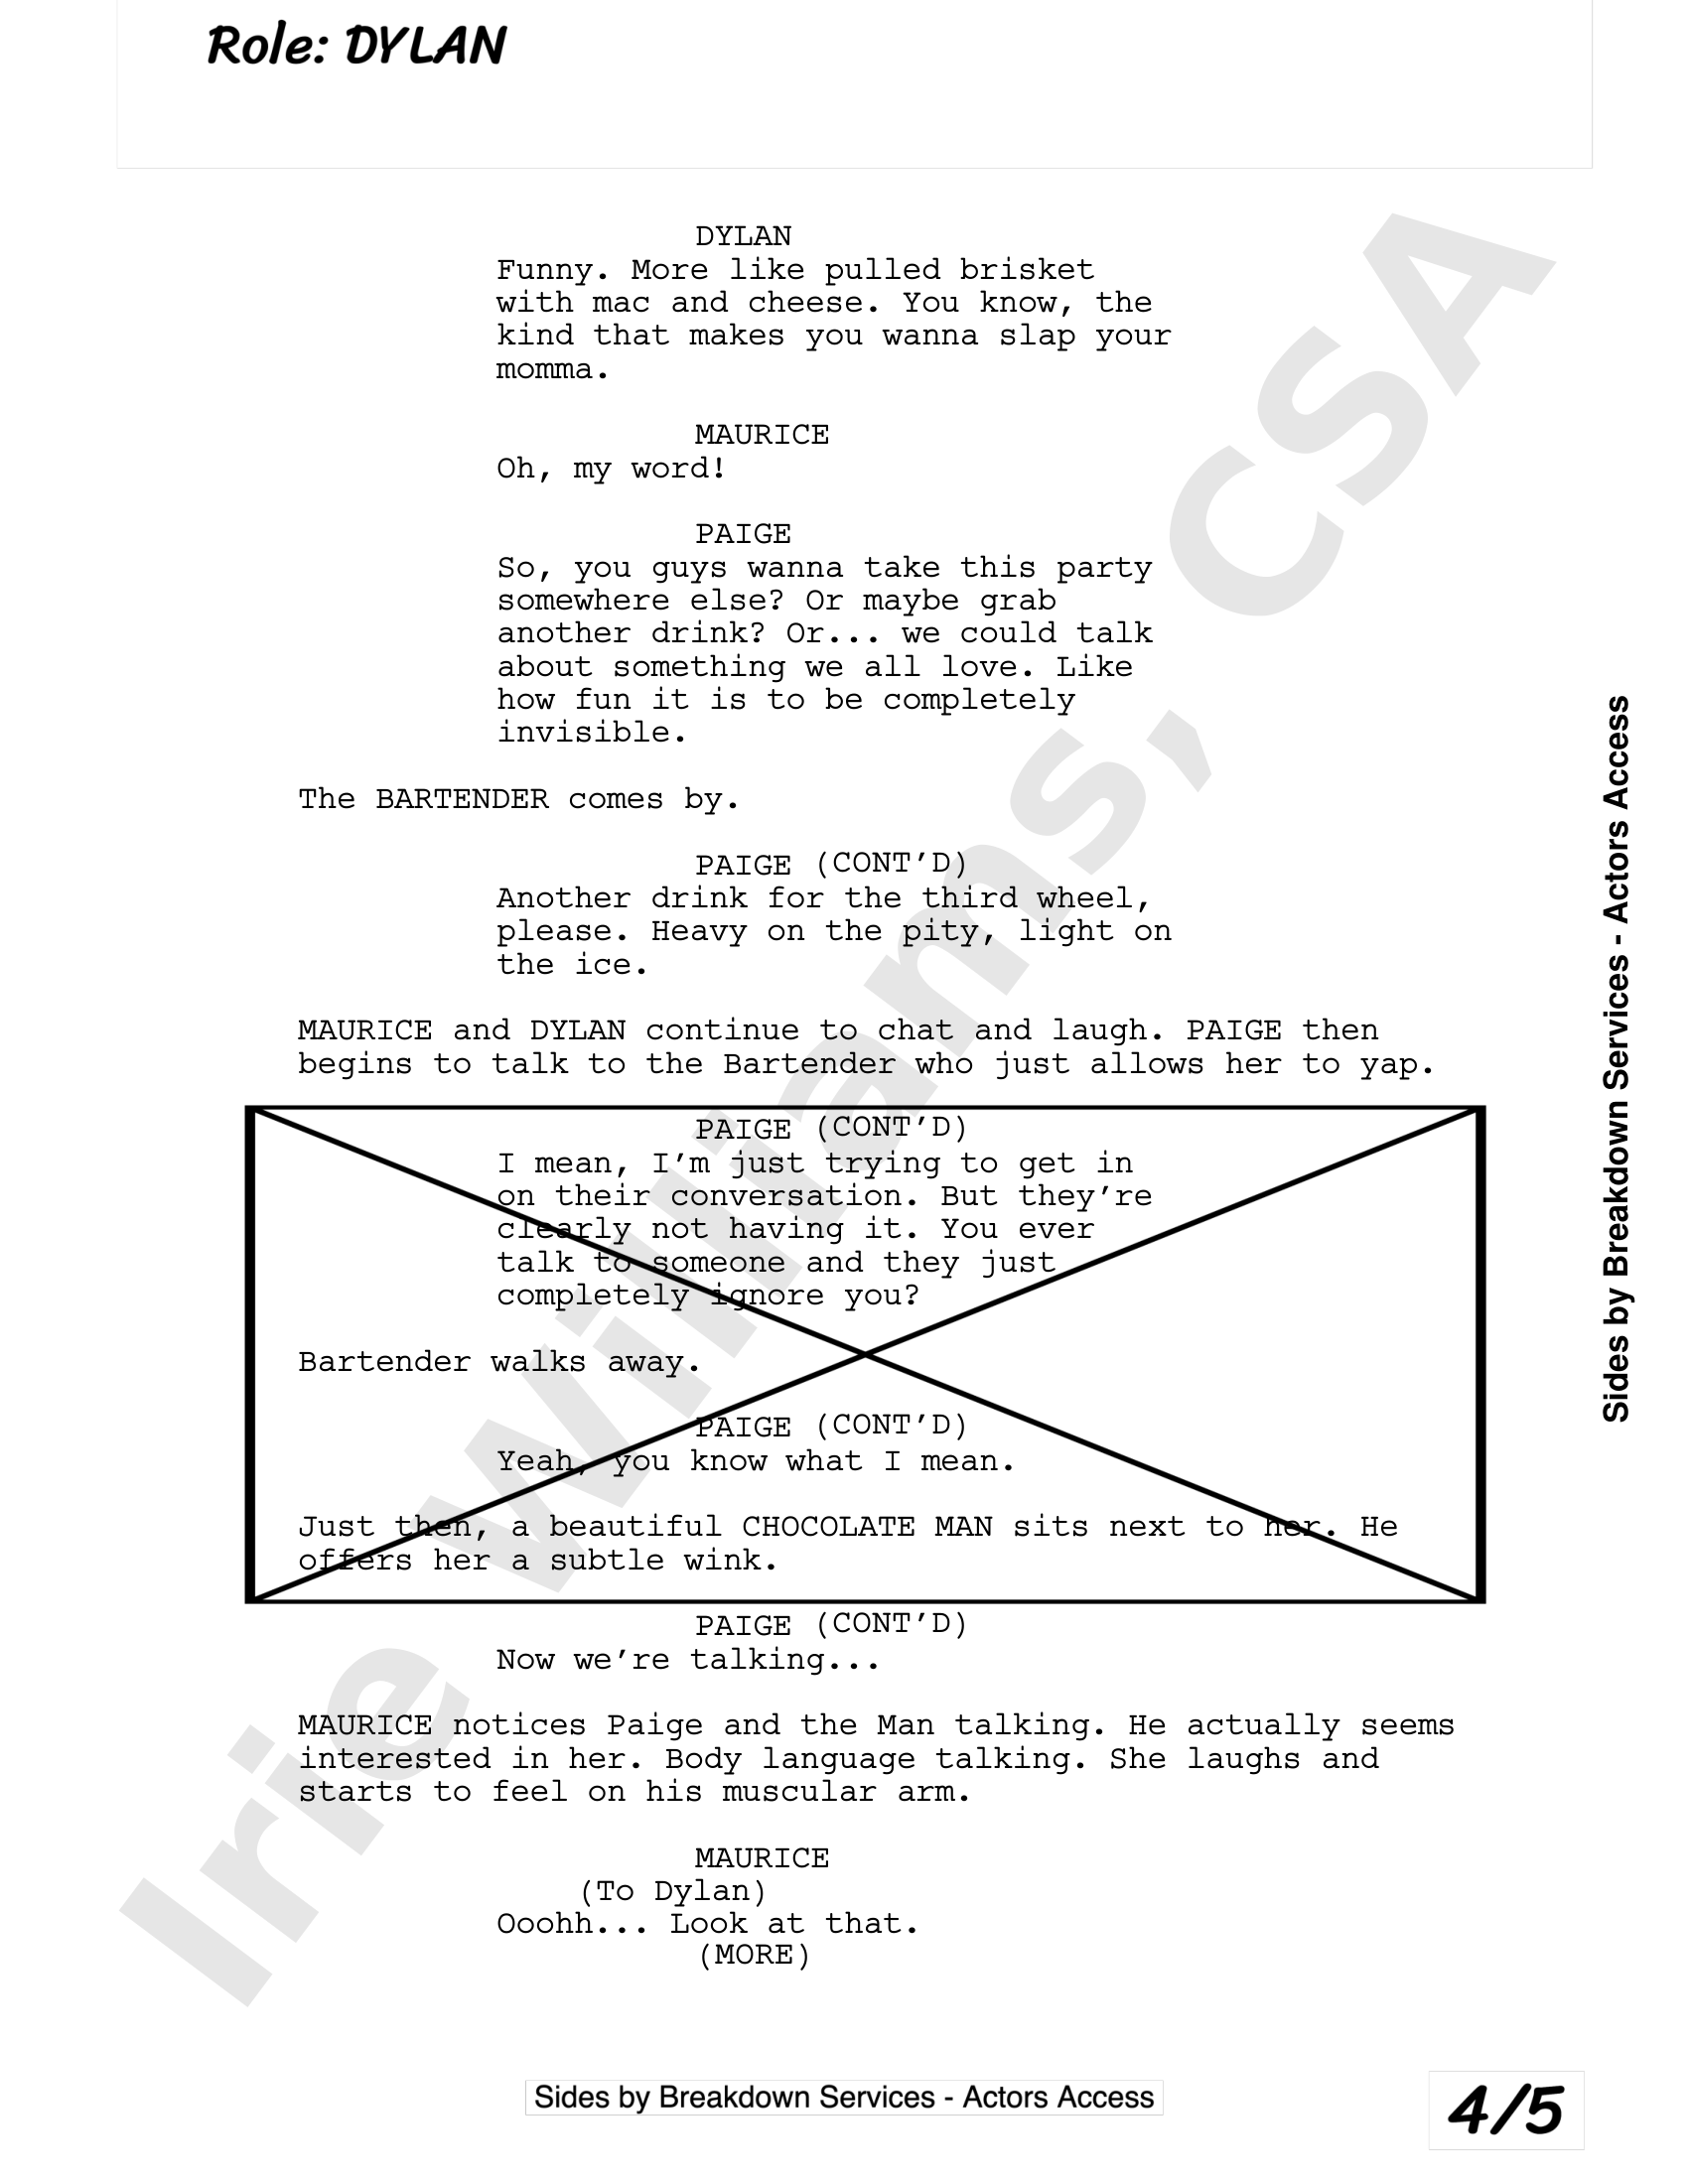 Role: DYLAN
DYLAN
Funny. More like pulled brisket
with mac and cheese. You know, the
kind that makes you wanna slap your
momma.
MAURICE
Oh, my word!
PAIGE
So, you guys wanna take this party
somewhere else? Or maybe grab
another drink? Or... we could talk
about something we all love. Like
how fun it is to be completely
invisible.
The BARTENDER comes by.
PAIGE (CONT’D)
Another drink for the third wheel,
please. Heavy on the pity, light on
the ice.
MAURICE and DYLAN continue to chat and laugh. PAIGE then
begins to talk to the Bartender who just allows her to yap.
PAIGE (CONT’D)
I mean, I’m just trying to get in
on their conversation. But they’re
clearly not having it. You ever
talk to someone and they just
completely ignore you?
Bartender walks away.
PAIGE (CONT’D)
Yeah, you know what I mean.
Just then, a beautiful CHOCOLATE MAN sits next to her. He
offers her a subtle wink.
PAIGE (CONT’D)
Now we’re talking...
MAURICE notices Paige and the Man talking. He actually seems
interested in her. Body language talking. She laughs and
starts to feel on his muscular arm.
MAURICE
(To Dylan)
Ooohh... Look at that.
(MORE)
Irie Williams, CSA
Sides by Breakdown Services - Actors Access
Sides by Breakdown Services - Actors Access
4/5